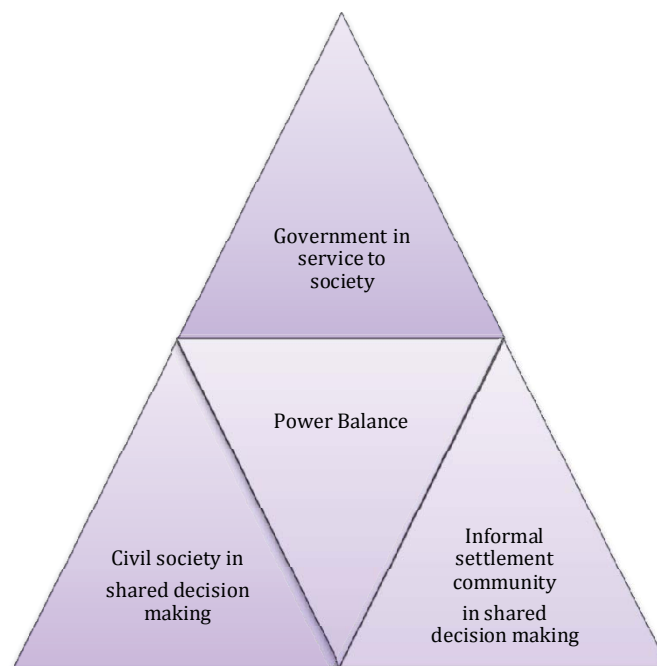 Government in
service to
society
Power Balance
Civil society in
shared decision
making
Informal
settlement
community
in shared
decision making